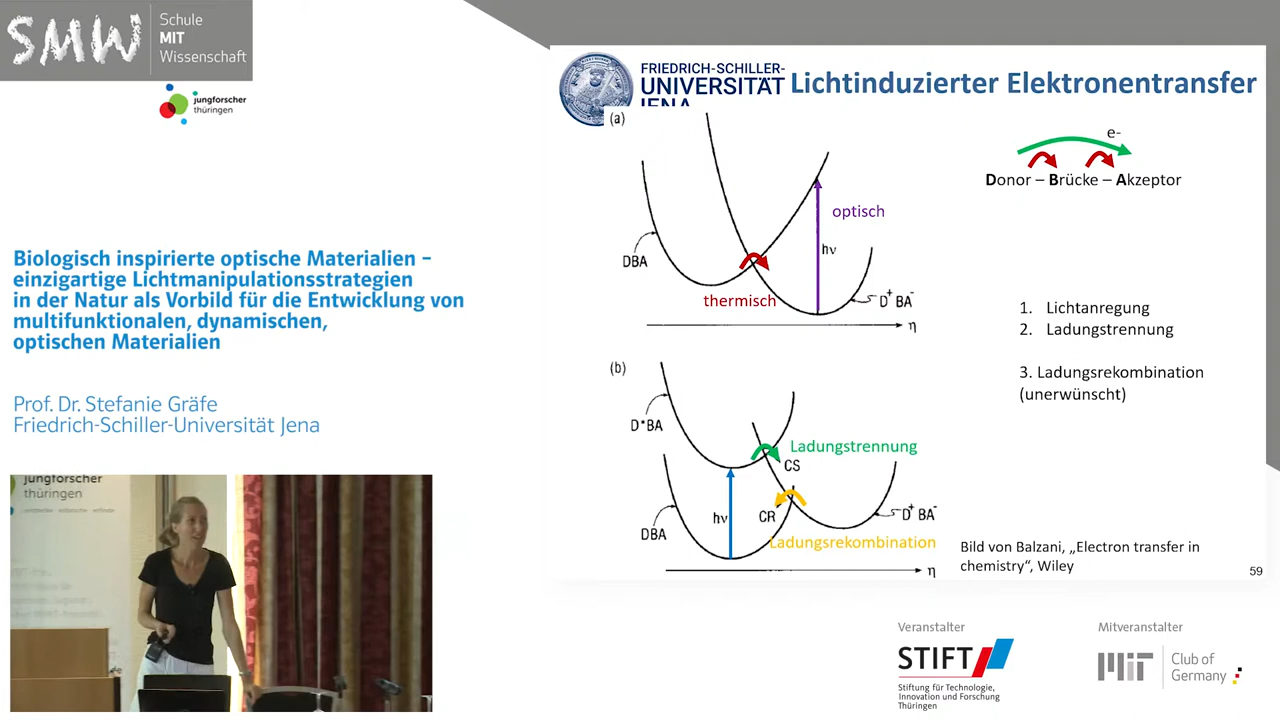 SMW
Schule
MIT
Wissenschaft
jungforscher
thüringen
Biologisch inspirierte optische Materialien –
einzigartige Lichtmanipulationsstrategien
in der Natur als Vorbild für die Entwicklung von
multifunktionalen, dynamischen,
optischen Materialien
Prof. Dr. Stefanie Gräfe
Friedrich-Schiller-Universität Jena
jungforscher
thüringen
FRIEDRICH-SCHILLER-
UNIVERSITÄT
JENA
Lichtinduzierter Elektronentransfer
(a)
e-
Donor – Brücke – Akzeptor
optisch
hν
DBA
thermisch
D⁺BA⁻
η
1. Lichtanregung
2. Ladungstrennung
3. Ladungsrekombination
(unerwünscht)
(b)
D*BA
Ladungstrennung
CS
hν
CR
D⁺BA⁻
DBA
Ladungsrekombination
η
Bild von Balzani, „Electron transfer in
chemistry“, Wiley
59
Veranstalter
STIFT
Stiftung für Technologie,
Innovation und Forschung
Thüringen
Mitveranstalter
MIT
Club of
Germany